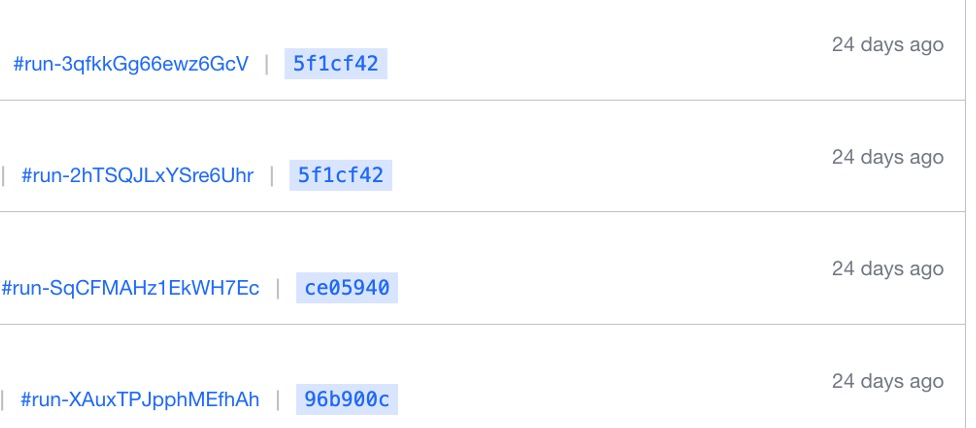 24 days ago
#run-3qfkkGg66ewz6GcV | 5f1cf42
24 days ago
| #run-2hTSQJLxYSre6Uhr | 5f1cf42
24 days ago
#run-SqCFMAHz1EkWH7Ec | ce05940
24 days ago
| #run-XAuxTPJpphMEfhAh | 96b900c